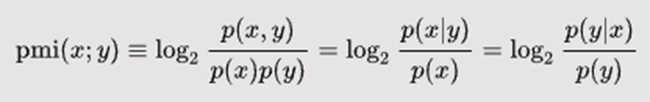 pmi(x; y) ≡ log₂ p(x, y) / p(x)p(y) = log₂ p(x|y) / p(x) = log₂ p(y|x) / p(y)